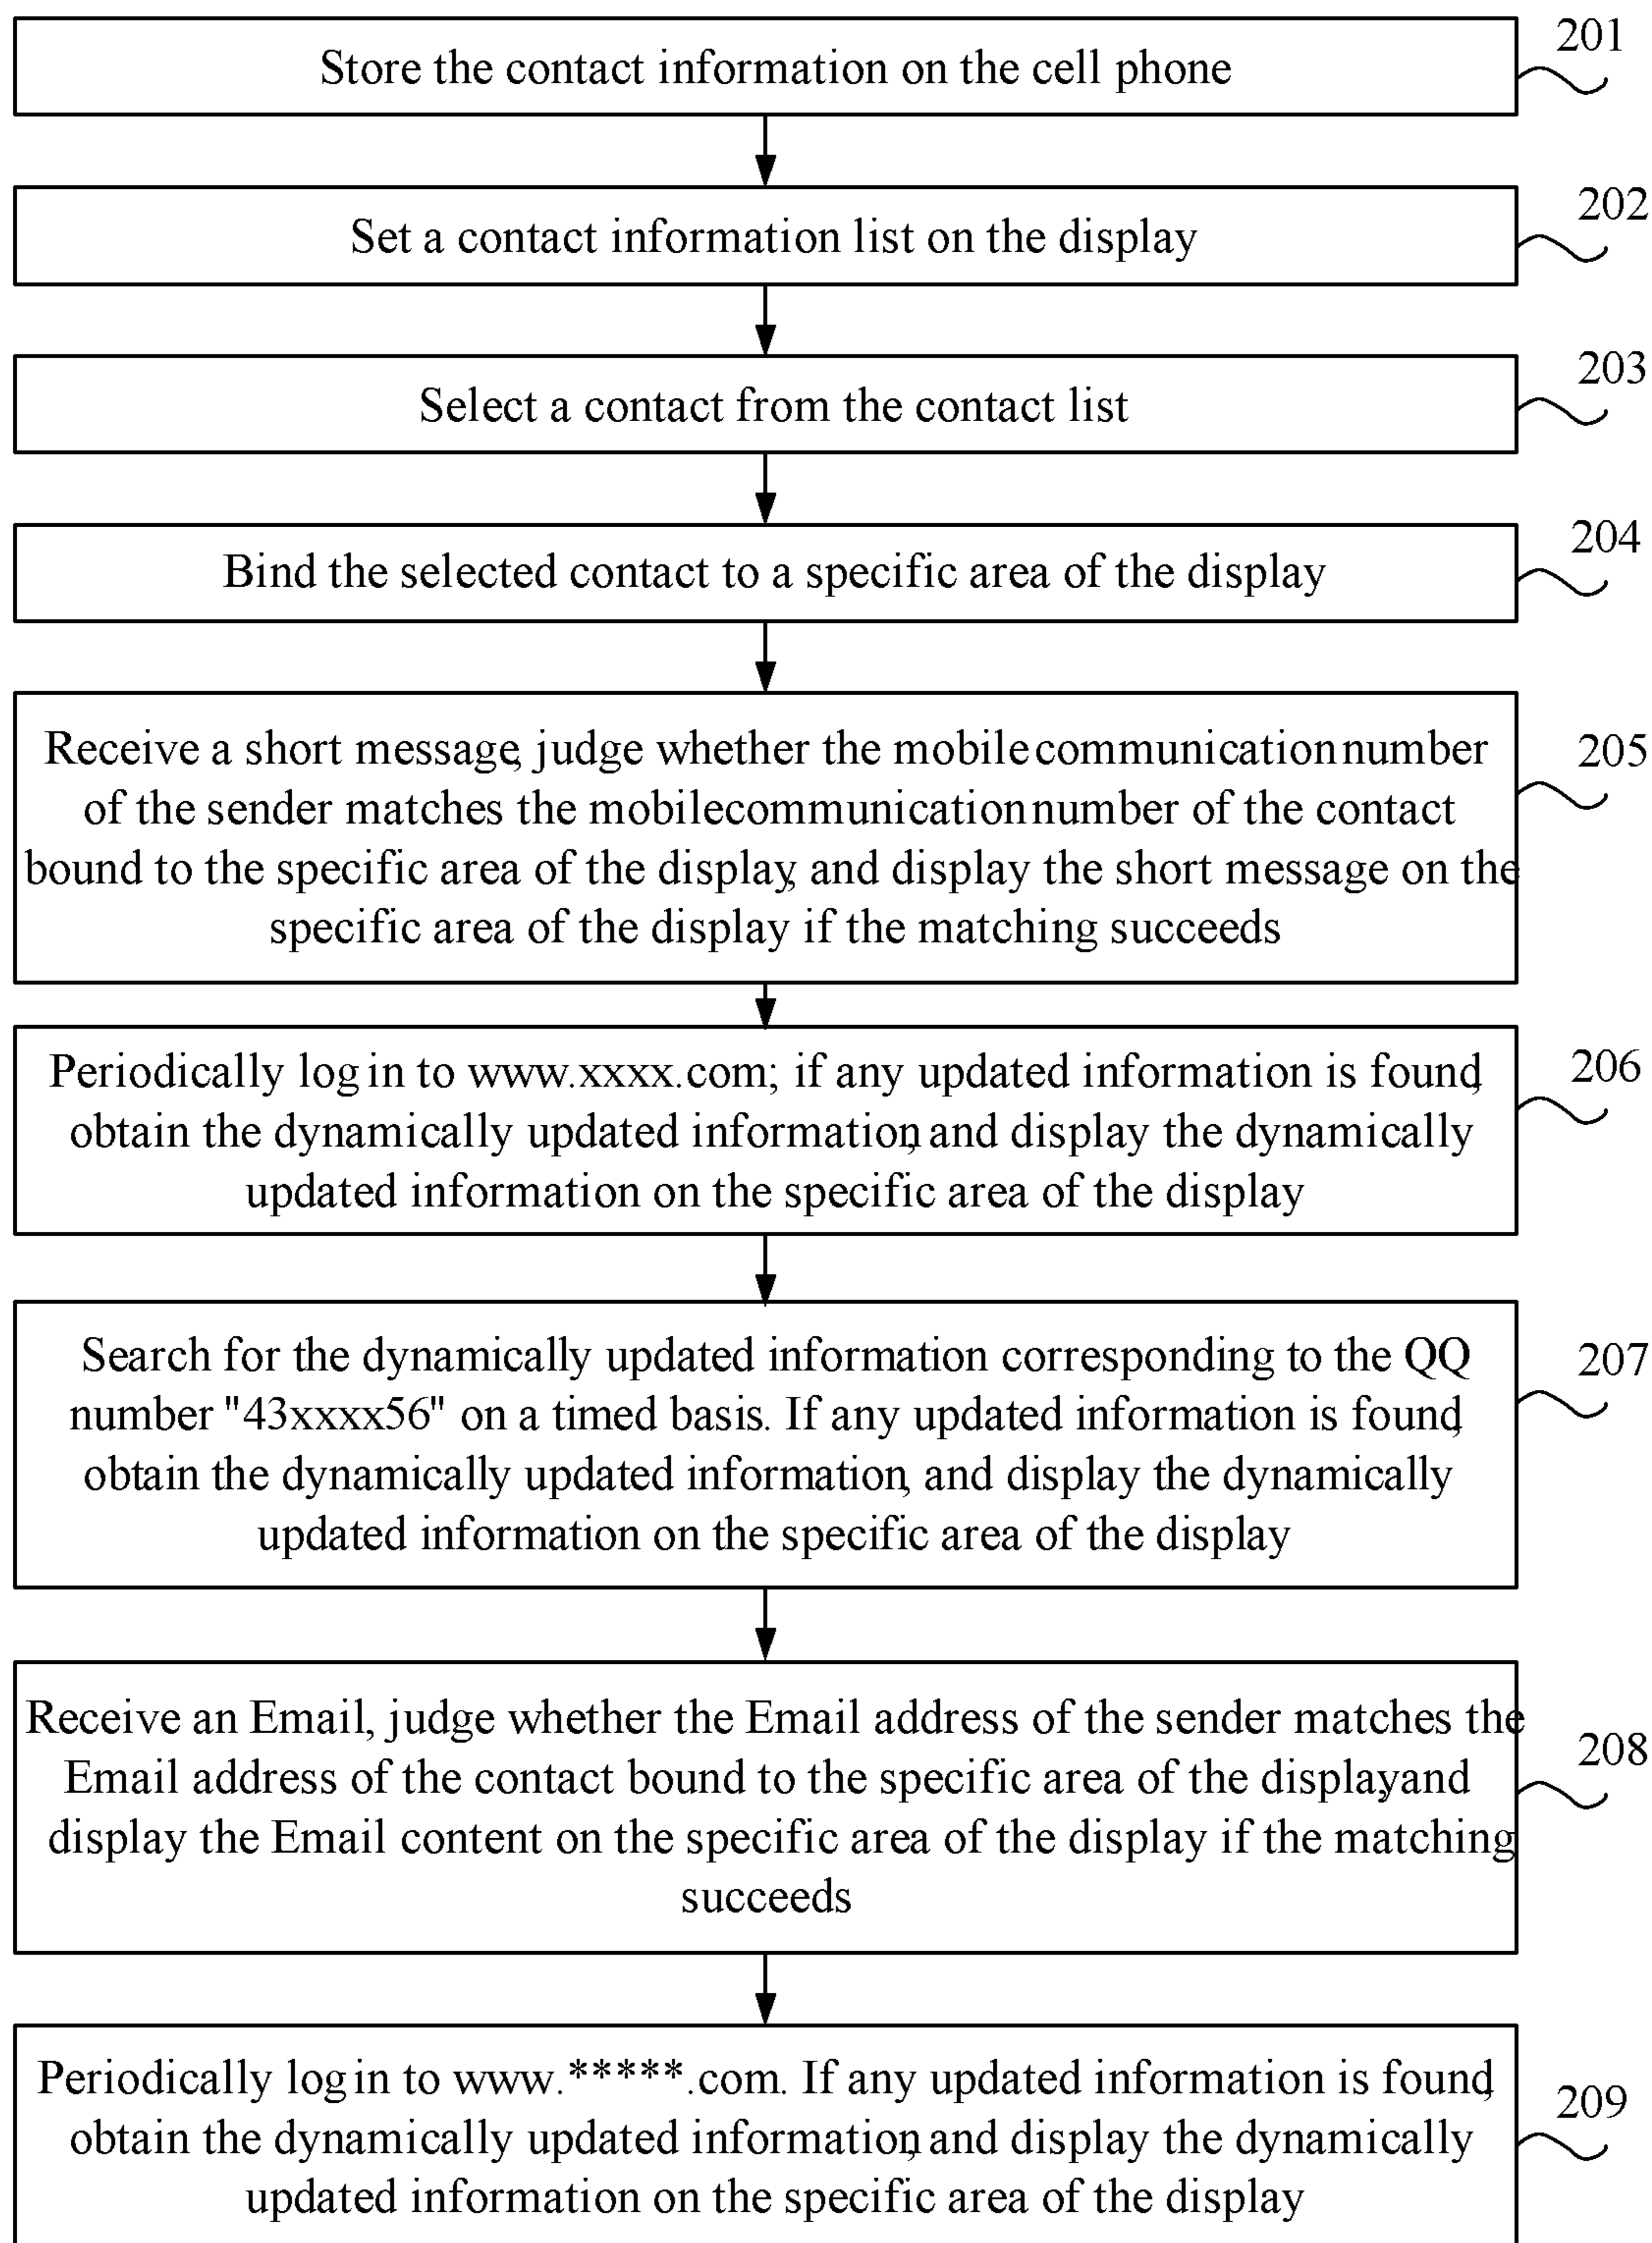 Store the contact information on the cell phone
201
Set a contact information list on the display
202
Select a contact from the contact list
203
Bind the selected contact to a specific area of the display
204
Receive a short message, judge whether the mobile communication number
of the sender matches the mobile communication number of the contact
bound to the specific area of the display, and display the short message on the
specific area of the display if the matching succeeds
205
Periodically log in to www.xxxx.com; if any updated information is found,
obtain the dynamically updated information, and display the dynamically
updated information on the specific area of the display
206
Search for the dynamically updated information corresponding to the QQ
number "43xxxx56" on a timed basis. If any updated information is found,
obtain the dynamically updated information, and display the dynamically
updated information on the specific area of the display
207
Receive an Email, judge whether the Email address of the sender matches the
Email address of the contact bound to the specific area of the display, and
display the Email content on the specific area of the display if the matching
succeeds
208
Periodically log in to www.*****.com. If any updated information is found,
obtain the dynamically updated information, and display the dynamically
updated information on the specific area of the display
209